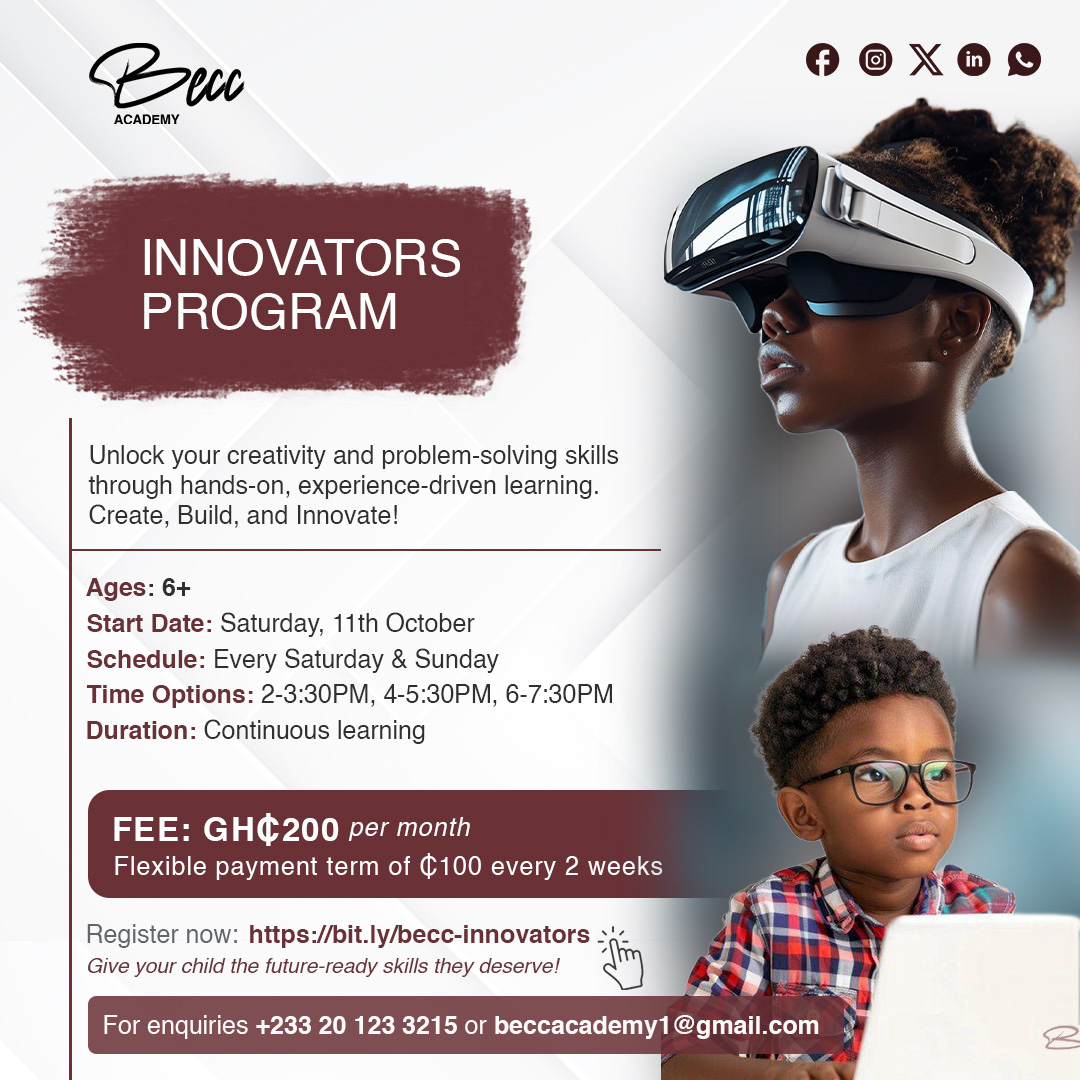 Becc
ACADEMY
INNOVATORS
PROGRAM
Unlock your creativity and problem-solving skills
through hands-on, experience-driven learning.
Create, Build, and Innovate!
Ages: 6+
Start Date: Saturday, 11th October
Schedule: Every Saturday & Sunday
Time Options: 2-3:30PM, 4-5:30PM, 6-7:30PM
Duration: Continuous learning
FEE: GH₵200 per month
Flexible payment term of ₵100 every 2 weeks
Register now: https://bit.ly/becc-innovators
Give your child the future-ready skills they deserve!
For enquiries +233 20 123 3215 or beccacademy1@gmail.com